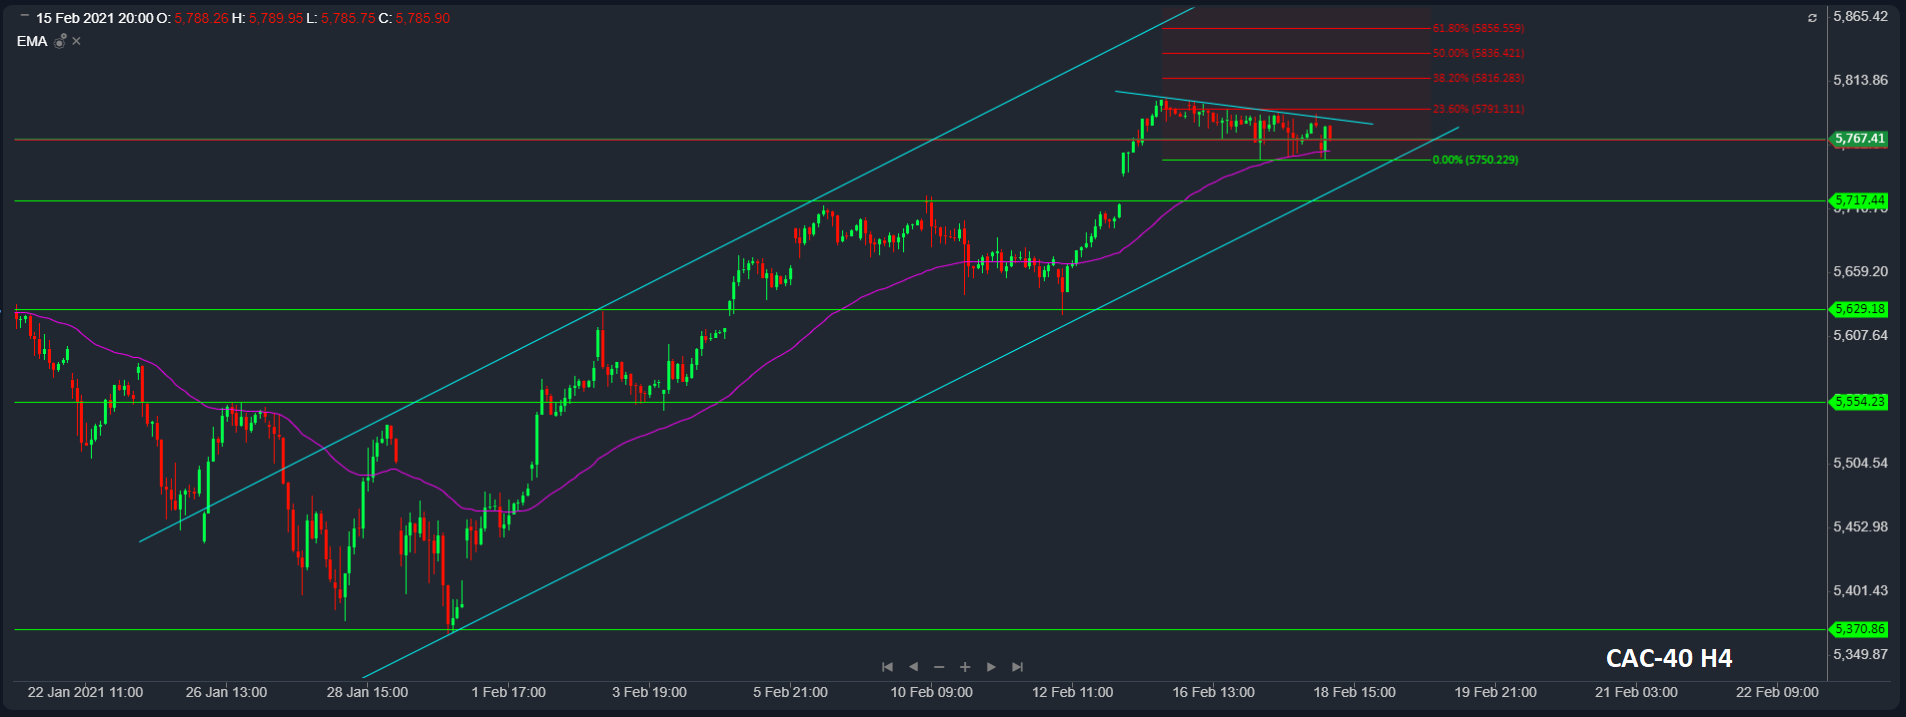 15 Feb 2021 20:00 O: 5,788.26 H: 5,789.95 L: 5,785.75 C: 5,785.90
EMA
61.80% (5856.559)
50.00% (5836.421)
38.20% (5816.283)
23.60% (5791.311)
0.00% (5750.229)
5,865.42
5,813.86
5,767.41
5,717.44
5,659.20
5,629.18
5,607.64
5,554.23
5,504.54
5,452.98
5,401.43
5,370.86
5,349.87
CAC-40 H4
22 Jan 2021 11:00
26 Jan 13:00
28 Jan 15:00
1 Feb 17:00
3 Feb 19:00
5 Feb 21:00
10 Feb 09:00
12 Feb 11:00
16 Feb 13:00
18 Feb 15:00
19 Feb 21:00
21 Feb 03:00
22 Feb 09:00